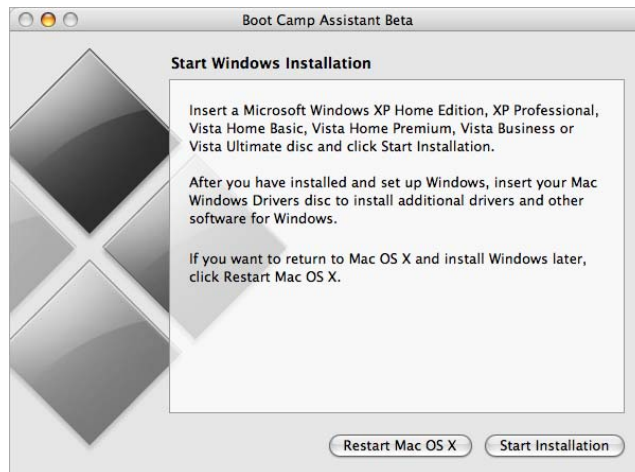 Boot Camp Assistant Beta
Start Windows Installation
Insert a Microsoft Windows XP Home Edition, XP Professional,
Vista Home Basic, Vista Home Premium, Vista Business or
Vista Ultimate disc and click Start Installation.
After you have installed and set up Windows, insert your Mac
Windows Drivers disc to install additional drivers and other
software for Windows.
If you want to return to Mac OS X and install Windows later,
click Restart Mac OS X.
Restart Mac OS X
Start Installation